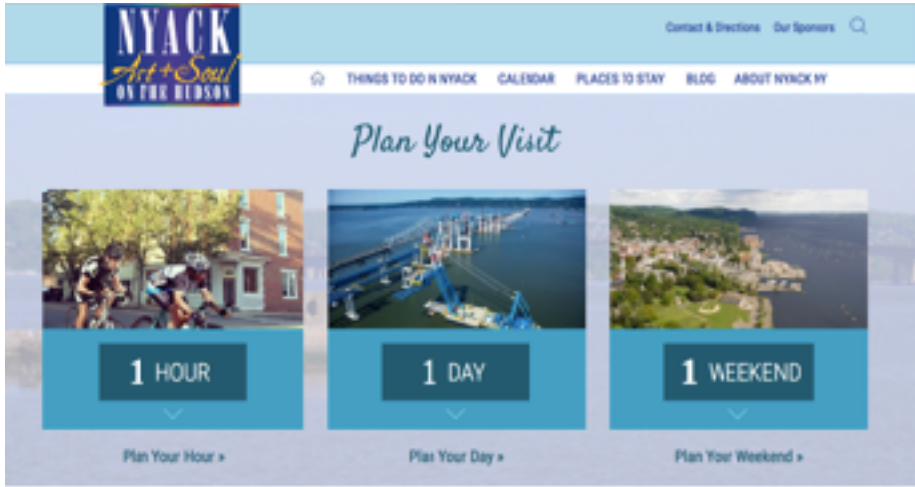 NYACK
Art + Soul
ON THE HUDSON
Contact & Directions Our Sponsors
THINGS TO DO IN NYACK CALENDAR PLACES TO STAY BLOG ABOUT NYACK NY
Plan Your Visit
1 HOUR
1 DAY
1 WEEKEND
Plan Your Hour »
Plan Your Day »
Plan Your Weekend »